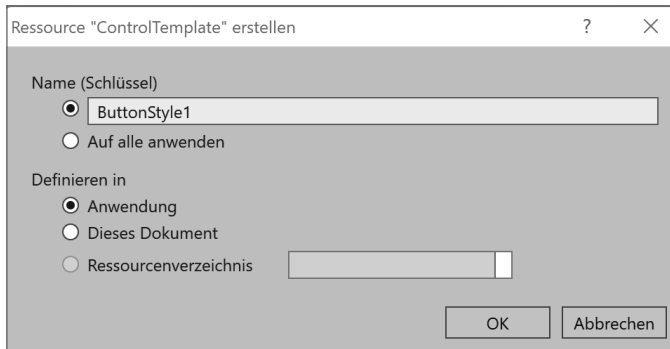 Ressource "ControlTemplate" erstellen ?
Name (Schlüssel)
ButtonStyle1
Auf alle anwenden
Definieren in
Anwendung
Dieses Dokument
Ressourcenverzeichnis
OK Abbrechen